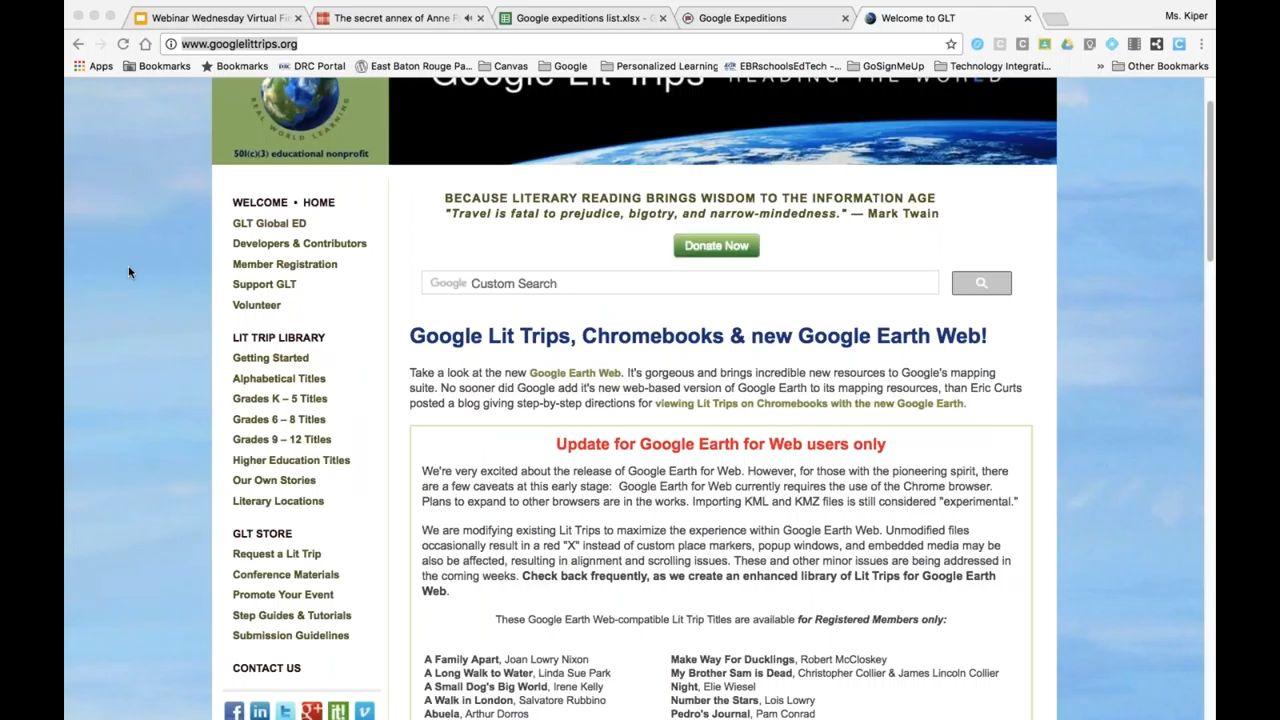 Webinar Wednesday Virtual Fi
The secret annex of Anne F
Google expeditions list.xlsx - G
Google Expeditions
Welcome to GLT
Ms. Kiper
www.googlelittrips.org
Apps
Bookmarks
Bookmarks
DRC Portal
East Baton Rouge Pa...
Canvas
Google
Personalized Learning
EBRschoolsEdTech -...
GoSignMeUp
Technology Integrati...
» Other Bookmarks
Google Lit Trips READING THE WORLD
REAL WORLD LEARNING
501(c)(3) educational nonprofit
WELCOME • HOME
GLT Global ED
Developers & Contributors
Member Registration
Support GLT
Volunteer
LIT TRIP LIBRARY
Getting Started
Alphabetical Titles
Grades K – 5 Titles
Grades 6 – 8 Titles
Grades 9 – 12 Titles
Higher Education Titles
Our Own Stories
Literary Locations
GLT STORE
Request a Lit Trip
Conference Materials
Promote Your Event
Step Guides & Tutorials
Submission Guidelines
CONTACT US
BECAUSE LITERARY READING BRINGS WISDOM TO THE INFORMATION AGE
"Travel is fatal to prejudice, bigotry, and narrow-mindedness." — Mark Twain
Donate Now
Google Custom Search
Google Lit Trips, Chromebooks & new Google Earth Web!
Take a look at the new Google Earth Web. It's gorgeous and brings incredible new resources to Google's mapping
suite. No sooner did Google add it's new web-based version of Google Earth to its mapping resources, than Eric Curts
posted a blog giving step-by-step directions for viewing Lit Trips on Chromebooks with the new Google Earth.
Update for Google Earth for Web users only
We're very excited about the release of Google Earth for Web. However, for those with the pioneering spirit, there
are a few caveats at this early stage: Google Earth for Web currently requires the use of the Chrome browser.
Plans to expand to other browsers are in the works. Importing KML and KMZ files is still considered "experimental."
We are modifying existing Lit Trips to maximize the experience within Google Earth Web. Unmodified files
occasionally result in a red "X" instead of custom place markers, popup windows, and embedded media may be
also be affected, resulting in alignment and scrolling issues. These and other minor issues are being addressed in
the coming weeks. Check back frequently, as we create an enhanced library of Lit Trips for Google Earth
Web.
These Google Earth Web-compatible Lit Trip Titles are available for Registered Members only:
A Family Apart, Joan Lowry Nixon
A Long Walk to Water, Linda Sue Park
A Small Dog's Big World, Irene Kelly
A Walk in London, Salvatore Rubbino
Abuela, Arthur Dorros
Make Way For Ducklings, Robert McCloskey
My Brother Sam is Dead, Christopher Collier & James Lincoln Collier
Night, Elie Wiesel
Number the Stars, Lois Lowry
Pedro's Journal, Pam Conrad